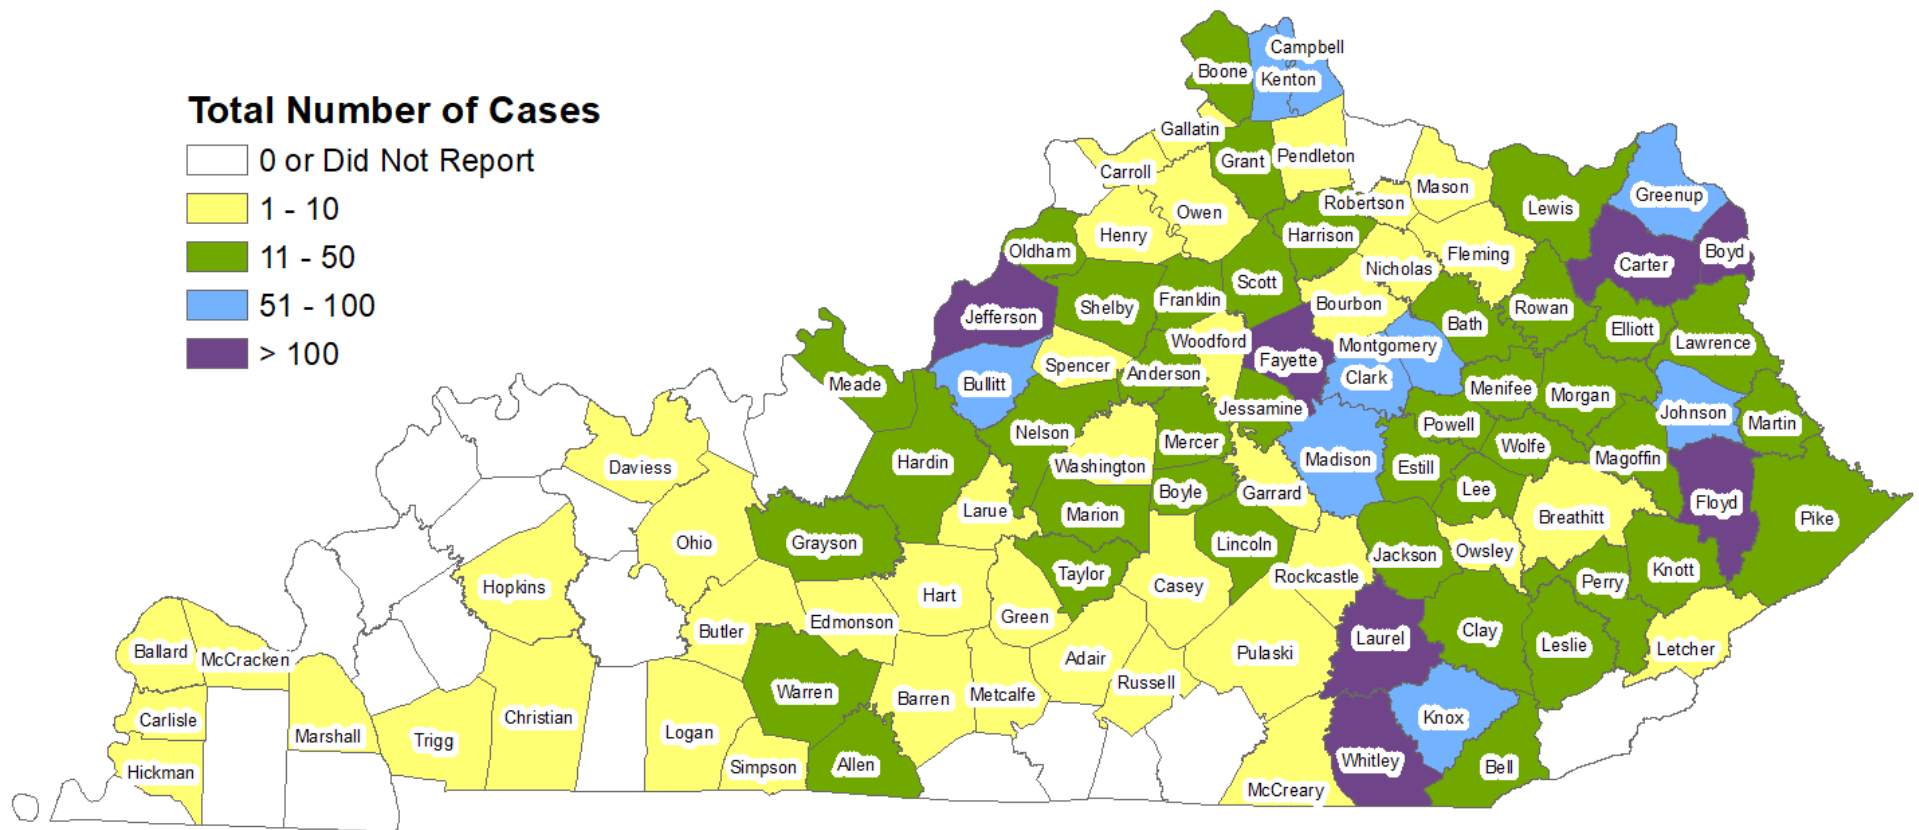 Total Number of Cases
0 or Did Not Report
1 - 10
11 - 50
51 - 100
> 100
Campbell
Boone
Kenton
Gallatin
Grant
Pendleton
Carroll
Mason
Robertson
Lewis
Greenup
Owen
Henry
Harrison
Oldham
Fleming
Boyd
Carter
Nicholas
Scott
Shelby
Franklin
Bourbon
Rowan
Jefferson
Bath
Elliott
Lawrence
Woodford
Montgomery
Fayette
Spencer
Anderson
Clark
Meade
Bullitt
Menifee
Morgan
Jessamine
Johnson
Martin
Powell
Nelson
Mercer
Wolfe
Magoffin
Hardin
Washington
Madison
Estill
Daviess
Boyle
Garrard
Lee
Floyd
Larue
Marion
Breathitt
Pike
Ohio
Grayson
Lincoln
Jackson
Owsley
Taylor
Rockcastle
Perry
Knott
Hopkins
Hart
Casey
Green
Edmonson
Butler
Clay
Laurel
Leslie
Letcher
Ballard
McCracken
Adair
Pulaski
Russell
Warren
Barren
Metcalfe
Carlisle
Christian
Knox
Marshall
Trigg
Logan
Hickman
Simpson
Allen
Whitley
Bell
McCreary